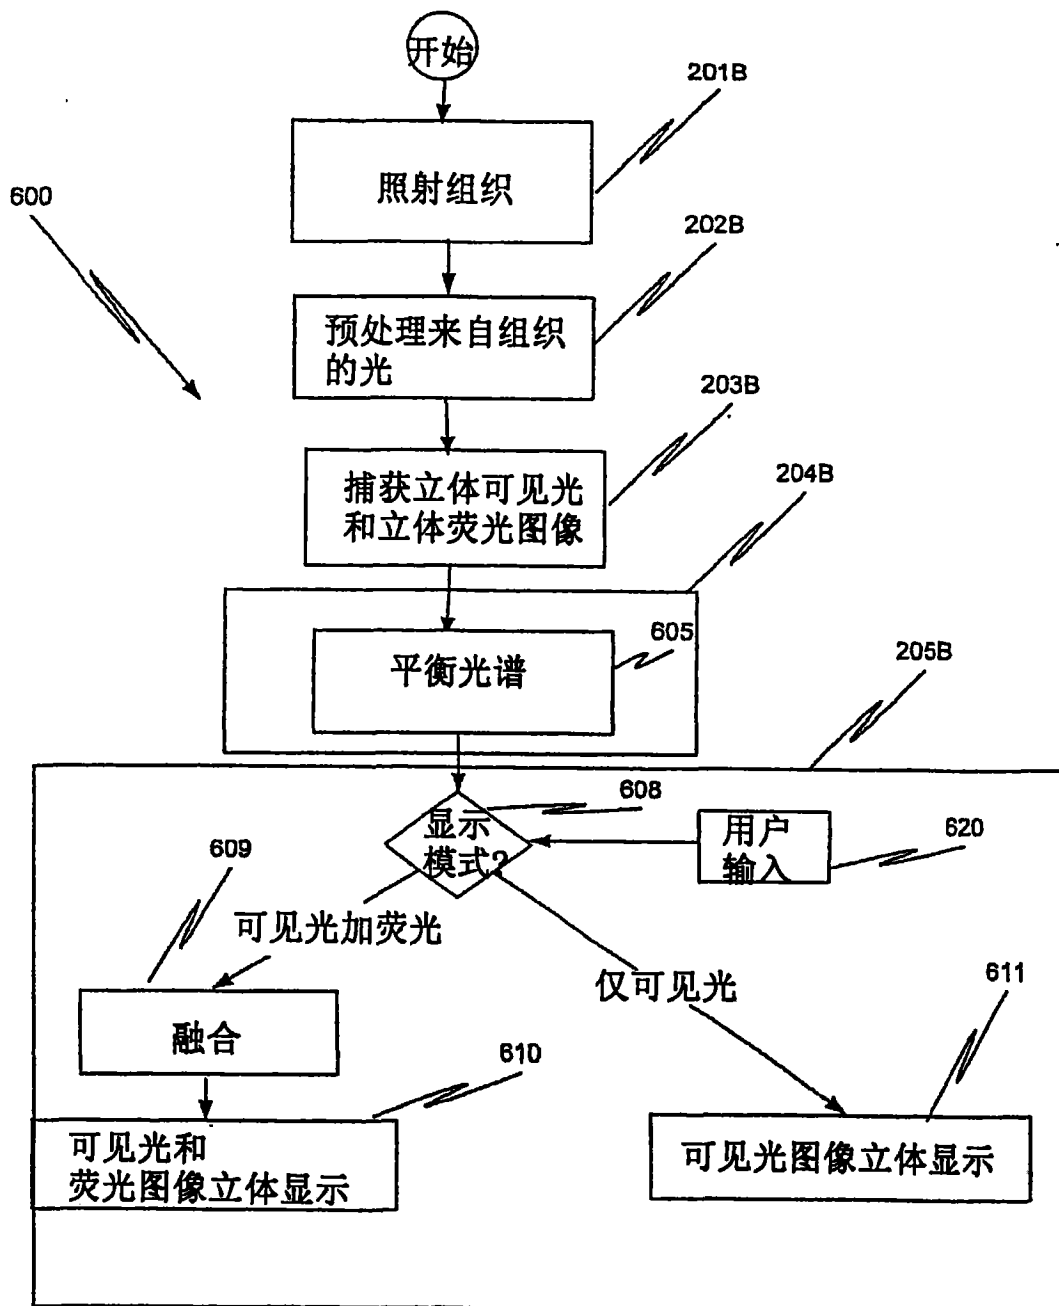 开始
201B
照射组织
600
202B
预处理来自组织
的光
203B
捕获立体可见光
和立体荧光图像
204B
605
平衡光谱
205B
608
显示
模式?
用户
输入
620
609
可见光加荧光
仅可见光
611
融合
610
可见光和
荧光图像立体显示
可见光图像立体显示